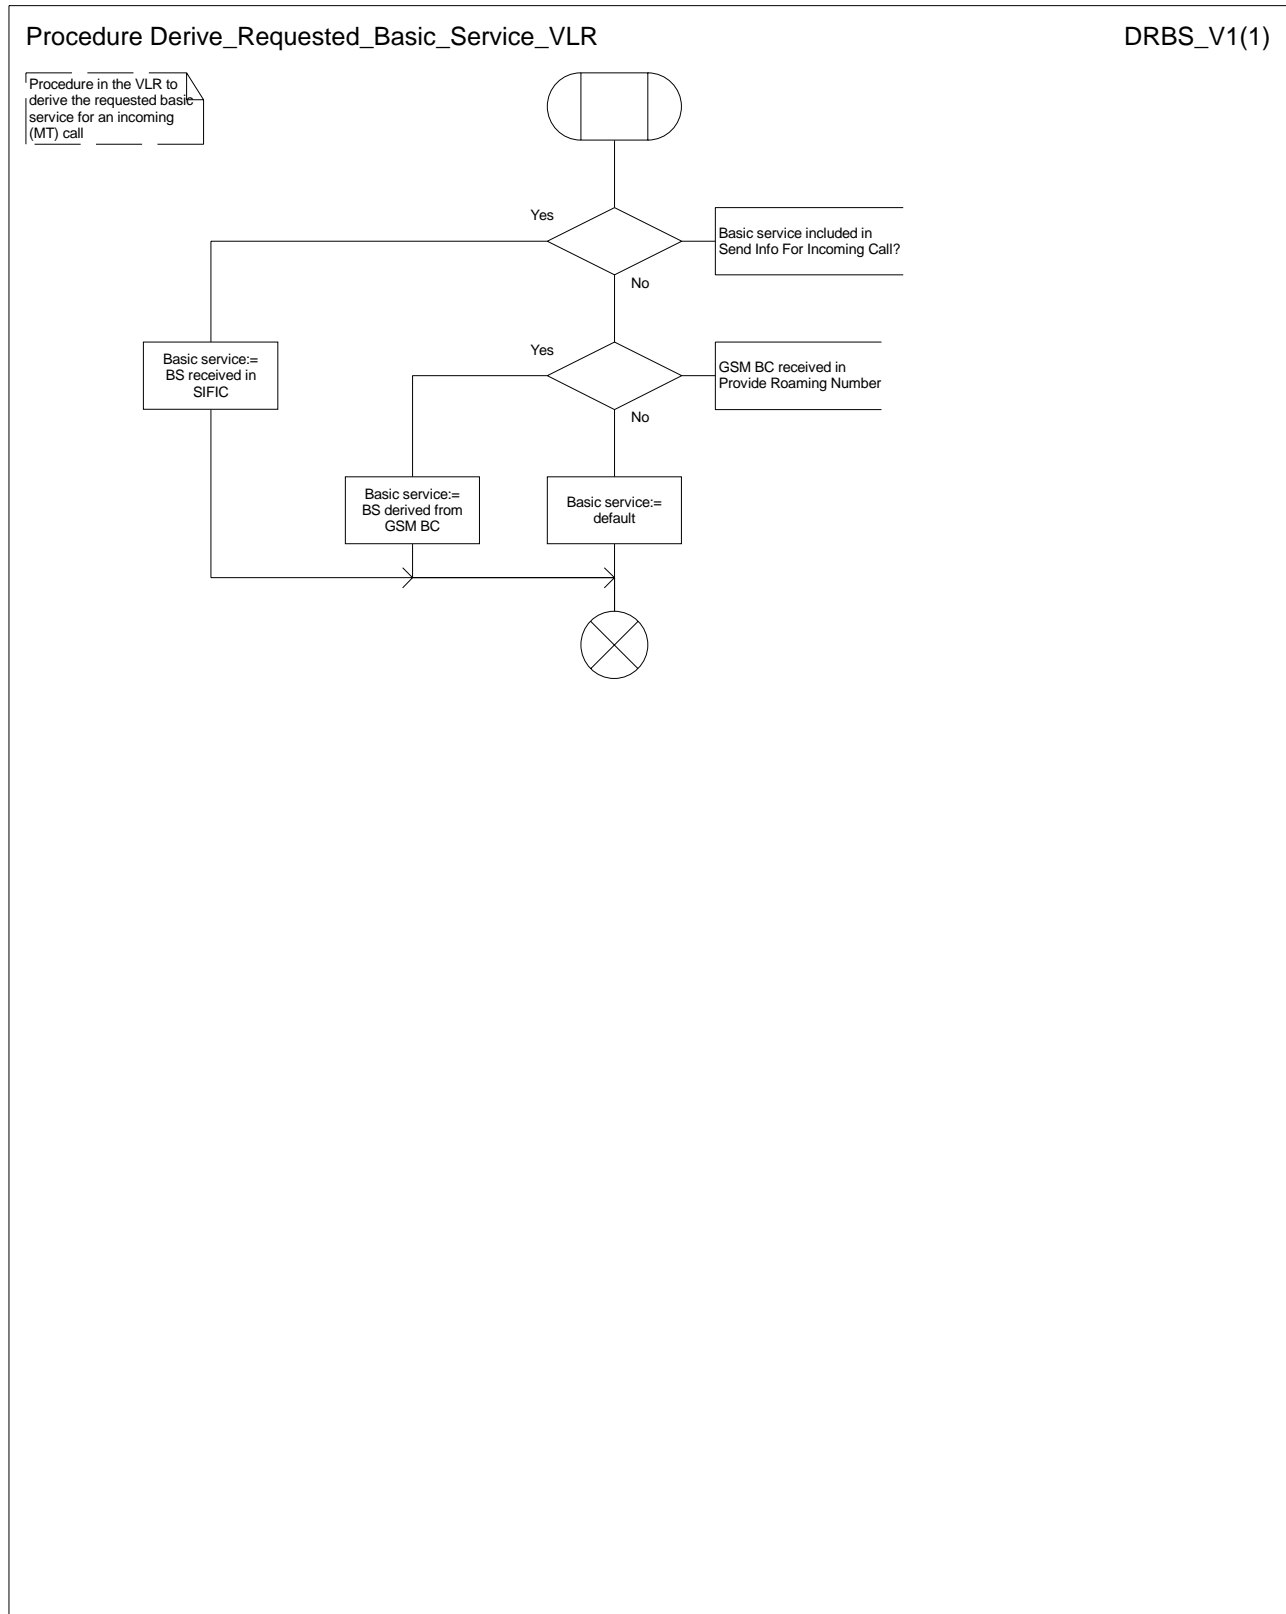 Procedure Derive_Requested_Basic_Service_VLR
DRBS_V1(1)
Procedure in the VLR to
derive the requested basic
service for an incoming
(MT) call
Yes
Basic service included in
Send Info For Incoming Call?
No
Basic service:=
BS received in
SIFIC
Yes
GSM BC received in
Provide Roaming Number
No
Basic service:=
BS derived from
GSM BC
Basic service:=
default